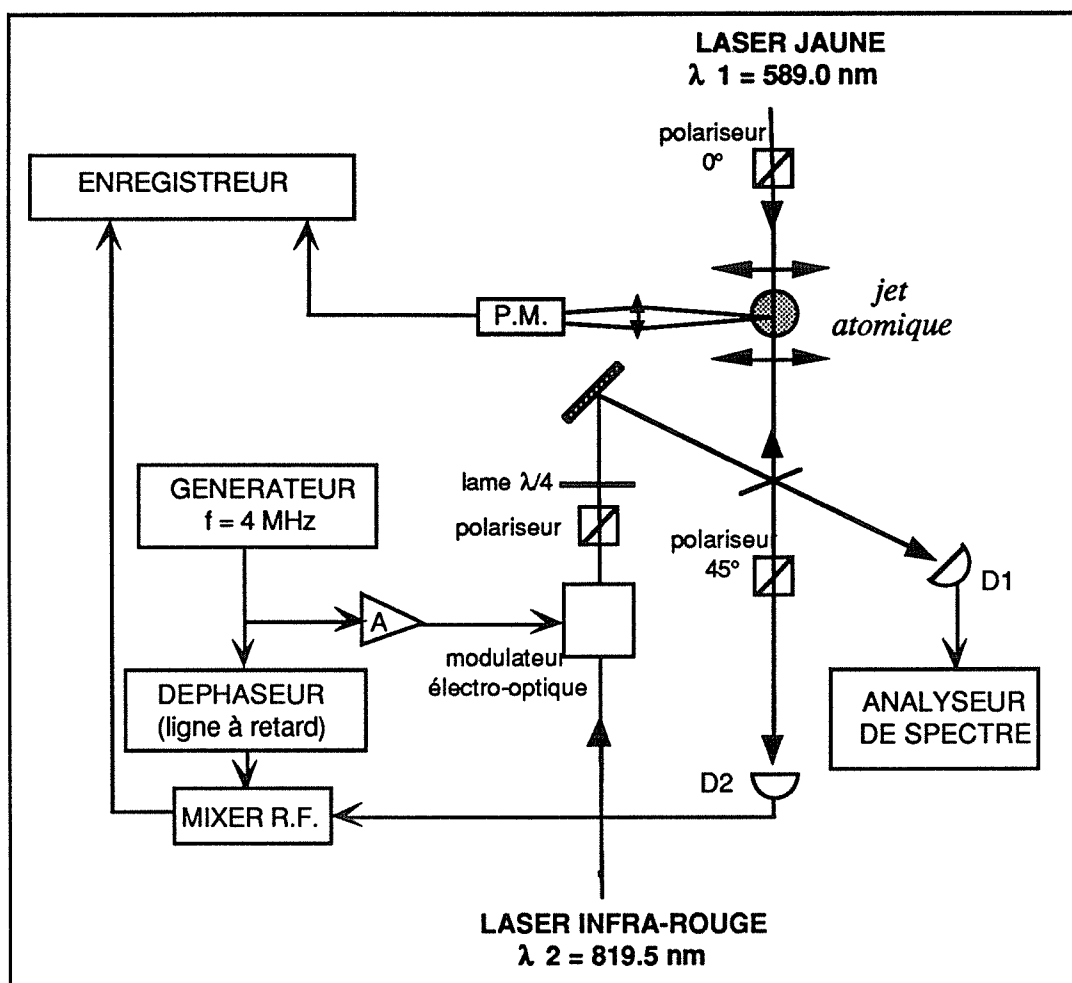 LASER JAUNE
λ 1 = 589.0 nm
polariseur
0°
ENREGISTREUR
P.M.
jet
atomique
lame λ/4
GENERATEUR
f = 4 MHz
polariseur
polariseur
45°
D1
A
modulateur
électro-optique
DEPHASEUR
(ligne à retard)
ANALYSEUR
DE SPECTRE
D2
MIXER R.F.
LASER INFRA-ROUGE
λ 2 = 819.5 nm